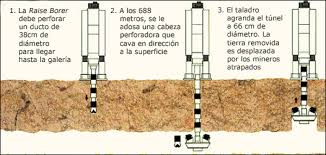 1. La Raise Borer
debe perforar
un ducto de
38cm de
diámetro
para llegar
hasta la galería
2. A los 688
metros, se le
adosa una cabeza
perforadora que
cava en dirección
a la superficie
3. El taladro
agranda el túnel
a 66 cm de
diámetro. La
tierra removida
es desplazada
por los mineros
atrapados